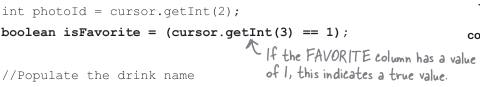 int photoId = cursor.getInt(2);
boolean isFavorite = (cursor.getInt(3) == 1);
co
If the FAVORITE column has a value
of 1, this indicates a true value.
//Populate the drink name